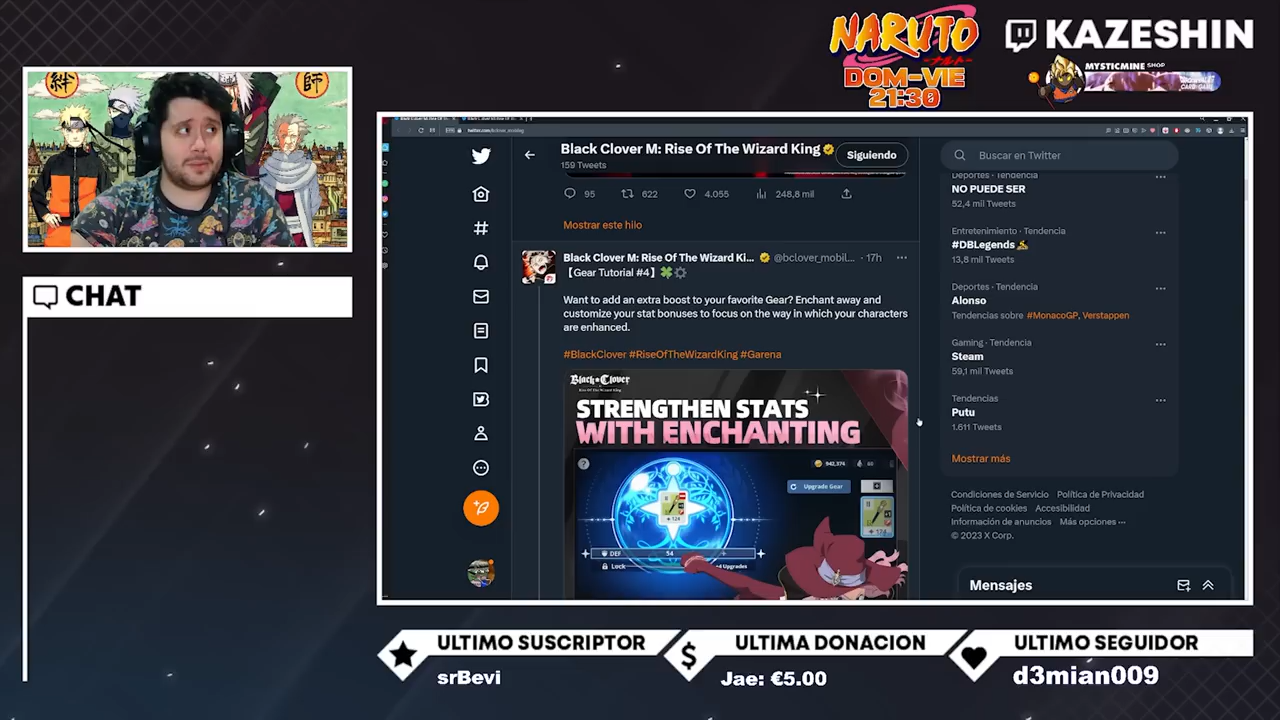 NARUTO
DOM-VIE
21:30
KAZESHIN
MYSTICMINE SHOP
絆
師
CHAT
Black Clover M: Rise Of The Wizard King
159 Tweets
Siguiendo
95
622
4.055
248,8 mil
Mostrar este hilo
Black Clover M: Rise Of The Wizard Ki... @bclover_mobil... · 17h
【Gear Tutorial #4】
Want to add an extra boost to your favorite Gear? Enchant away and
customize your stat bonuses to focus on the way in which your characters
are enhanced.
#BlackClover #RiseOfTheWizardKing #Garena
Black Clover
STRENGTHEN STATS
WITH ENCHANTING
942,374
Upgrade Gear
DEF
54
Lock
Buscar en Twitter
Deportes · Tendencia
NO PUEDE SER
52,4 mil Tweets
Entretenimiento · Tendencia
#DBLegends
13,8 mil Tweets
Deportes · Tendencia
Alonso
Tendencias sobre #MonacoGP, Verstappen
Gaming · Tendencia
Steam
59,1 mil Tweets
Tendencias
Putu
1.611 Tweets
Mostrar más
Condiciones de Servicio Política de Privacidad
Política de cookies Accesibilidad
Información de anuncios Más opciones ···
© 2023 X Corp.
Mensajes
ULTIMO SUSCRIPTOR
srBevi
ULTIMA DONACION
Jae: €5.00
ULTIMO SEGUIDOR
d3mian009